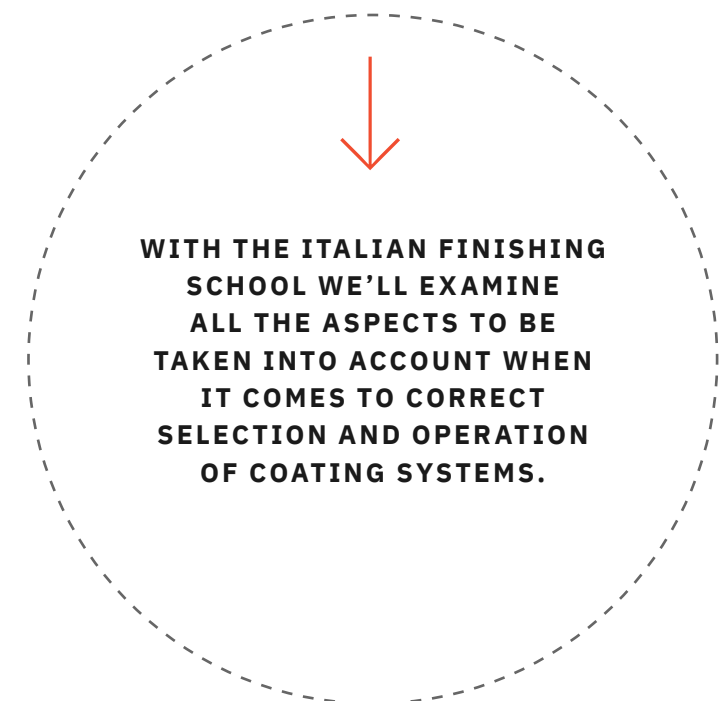 WITH THE ITALIAN FINISHING
SCHOOL WE’LL EXAMINE
ALL THE ASPECTS TO BE
TAKEN INTO ACCOUNT WHEN
IT COMES TO CORRECT
SELECTION AND OPERATION
OF COATING SYSTEMS.